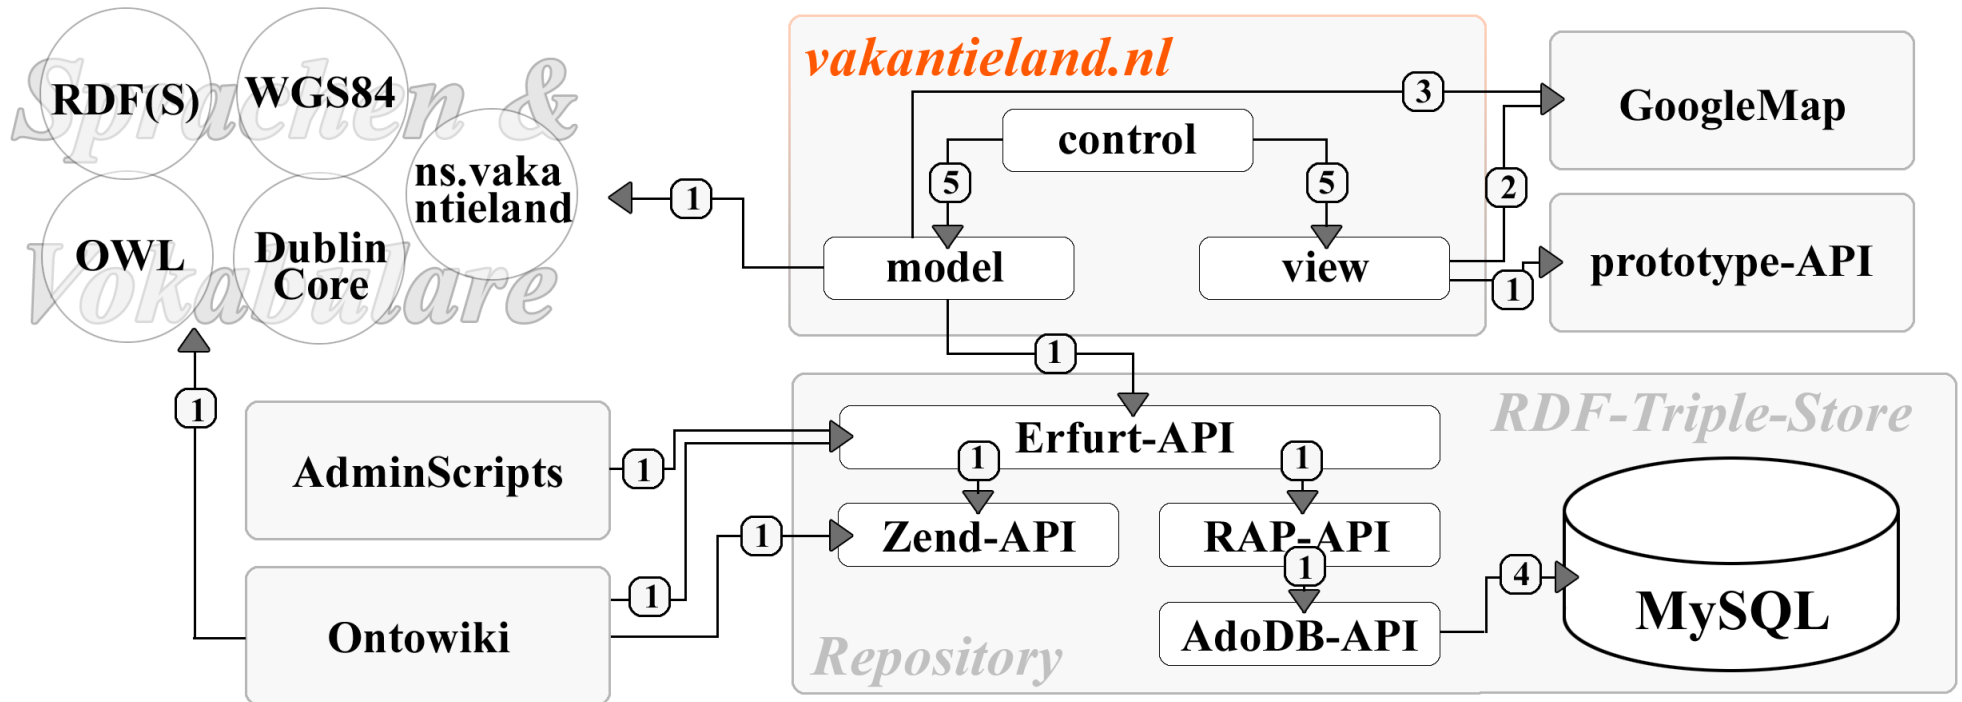 Sprachen &
Vokabulare
RDF(S)
WGS84
ns.vaka
ntieland
OWL
Dublin
Core
1
1
vakantieland.nl
control
5
5
model
view
3
2
1
GoogleMap
prototype-API
1
AdminScripts
1
Ontowiki
1
1
RDF-Triple-Store
Erfurt-API
1
1
Zend-API
RAP-API
1
AdoDB-API
4
MySQL
Repository